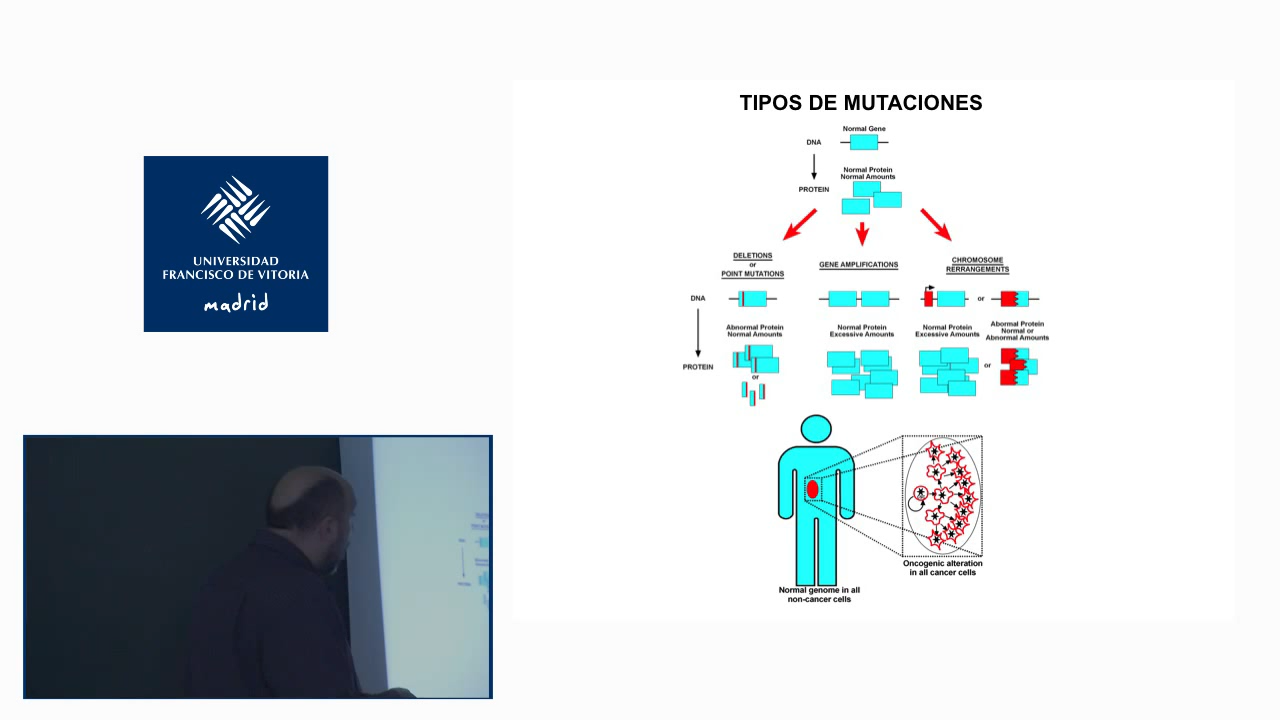 UNIVERSIDAD
FRANCISCO DE VITORIA
madrid
TIPOS DE MUTACIONES
Normal Gene
DNA
Normal Protein
Normal Amounts
PROTEIN
DELETIONS
or
POINT MUTATIONS
GENE AMPLIFICATIONS
CHROMOSOME
RERRANGEMENTS
DNA
or
Abnormal Protein
Normal Amounts
Normal Protein
Excessive Amounts
Normal Protein
Excessive Amounts
Abormal Protein
Normal or
Abnormal Amounts
PROTEIN
or
or
Oncogenic alteration
in all cancer cells
Normal genome in all
non-cancer cells